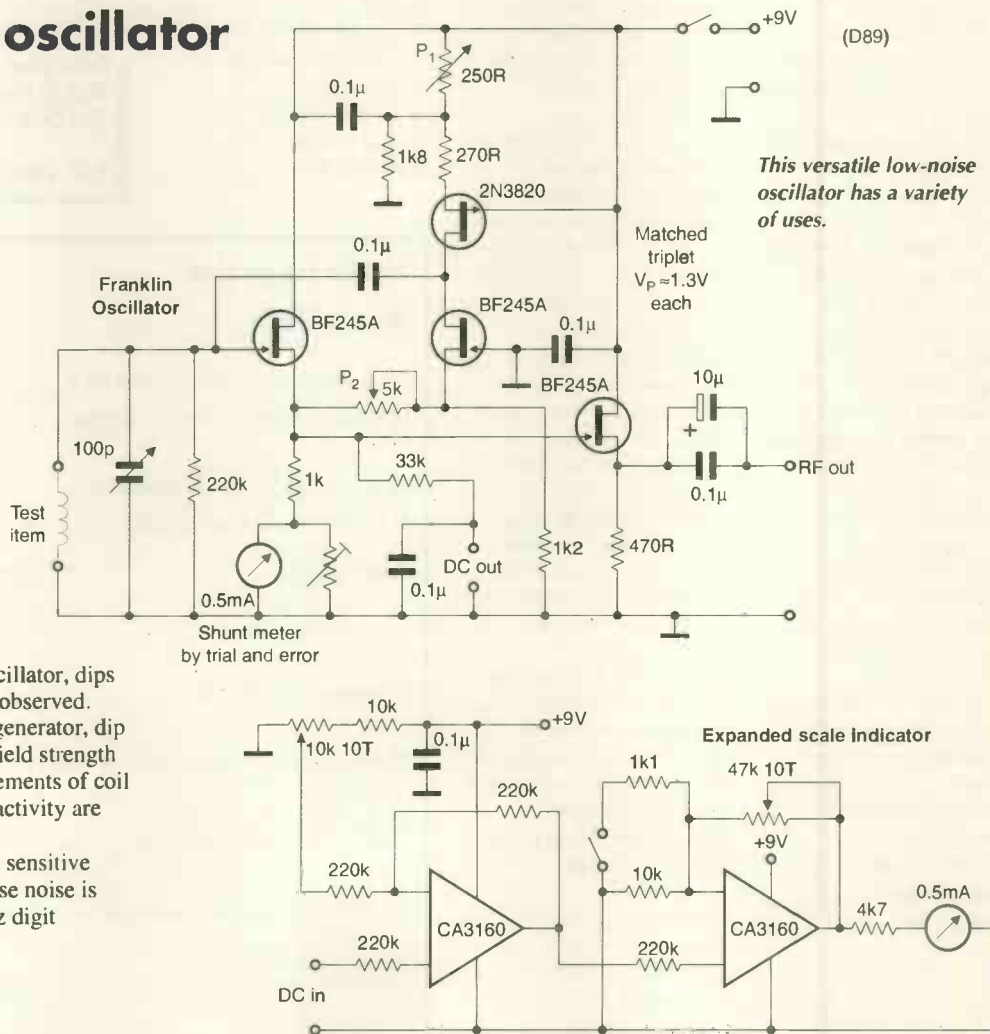 oscillator
+9V
(D89)
P1
250R
0.1µ
1k8
270R
2N3820
This versatile low-noise
oscillator has a variety
of uses.
Matched
triplet
VP ≈1.3V
each
0.1µ
Franklin
Oscillator
BF245A
BF245A
0.1µ
BF245A
P2
5k
10µ
+
100p
220k
1k
33k
RF out
0.1µ
Test
item
1k2
470R
0.1µ
DC out
0.5mA
Shunt meter
by trial and error
cillator, dips
observed.
generator, dip
ield strength
ements of coil
activity are
sensitive
se noise is
z digit
10k
+9V
10k 10T
0.1µ
Expanded scale indicator
1k1
47k 10T
220k
+9V
220k
10k
0.5mA
CA3160
CA3160
4k7
220k
220k
DC in